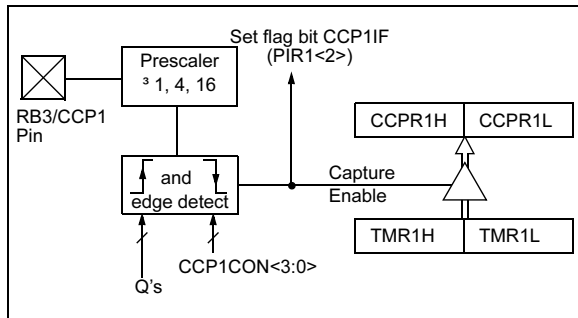 Set flag bit CCP1IF
(PIR1<2>)
Prescaler
³ 1, 4, 16
RB3/CCP1
Pin
CCPR1H
CCPR1L
and
edge detect
Capture
Enable
TMR1H
TMR1L
CCP1CON<3:0>
Q's